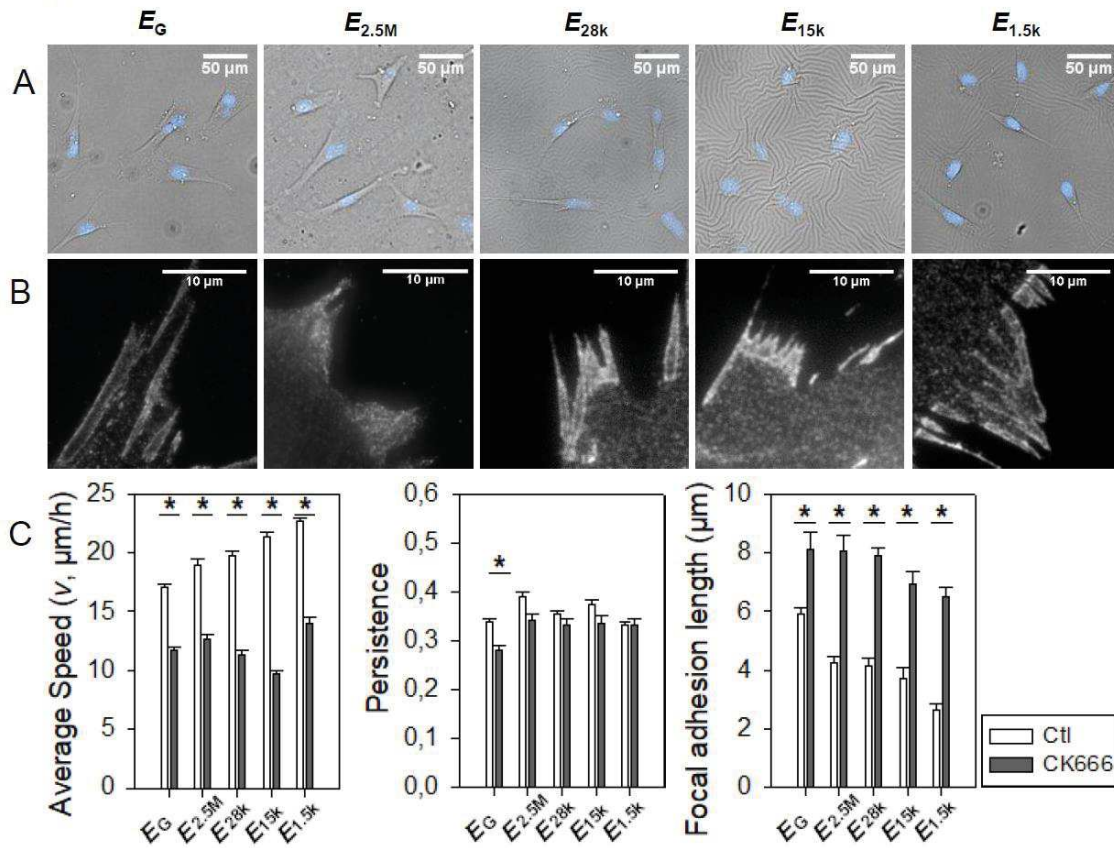 E_G E_2.5M E_28k E_15k E_1.5k
A
50 µm 50 µm 50 µm 50 µm 50 µm
B
10 µm 10 µm 10 µm 10 µm 10 µm
C
Average Speed (v, µm/h)
25
20
15
10
5
0
* * * * *
E_G E_2.5M E_28k E_15k E_1.5k
Persistence
0,6
0,5
0,4
0,3
0,2
0,1
0,0
*
E_G E_2.5M E_28k E_15k E_1.5k
Focal adhesion length (µm)
10
8
6
4
2
0
* * * * *
E_G E_2.5M E_28k E_15k E_1.5k
Ctl
CK666